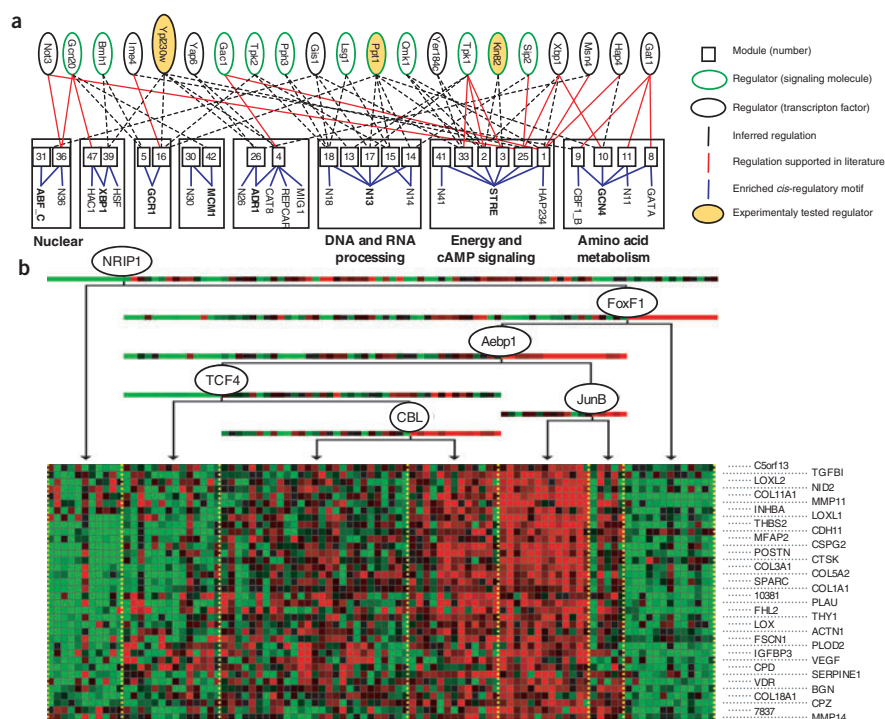 a
Not3 Gcn20 Bmh1 Ime4 Ypl230w Yap6 Gac1 Tpk2 Pph3 Gis1 Lsg1 Ppt1 Cmk1 Yer184c Tpk1 Kin82 Sip2 Xbp1 Msn4 Hap4 Gat1
Module (number)
Regulator (signaling molecule)
Regulator (transcripton factor)
Inferred regulation
Regulation supported in literature
Enriched cis-regulatory motif
Experimentaly tested regulator
31 36 47 39 5 16 30 42 26 4 18 13 17 15 14 41 33 2 3 25 1 9 10 11 8
ABF_C N36 HAC1 XBP1 HSF GCR1 N30 MCM1 N26 ADR1 CAT8 REPCAR MIG1 N18 N13 N14 N41 STRE HAP234 CBF1_B GCN4 N11 GATA
Nuclear
DNA and RNA
processing
Energy and
cAMP signaling
Amino acid
metabolism
b
NRIP1
FoxF1
Aebp1
TCF4
JunB
CBL
C5orf13
TGFBI
LOXL2
NID2
COL11A1
MMP11
INHBA
LOXL1
THBS2
CDH11
MFAP2
CSPG2
POSTN
CTSK
COL3A1
COL5A2
SPARC
COL1A1
10381
PLAU
FHL2
THY1
LOX
ACTN1
FSCN1
PLOD2
IGFBP3
VEGF
CPD
SERPINE1
VDR
BGN
COL18A1
CPZ
7837
MMP14